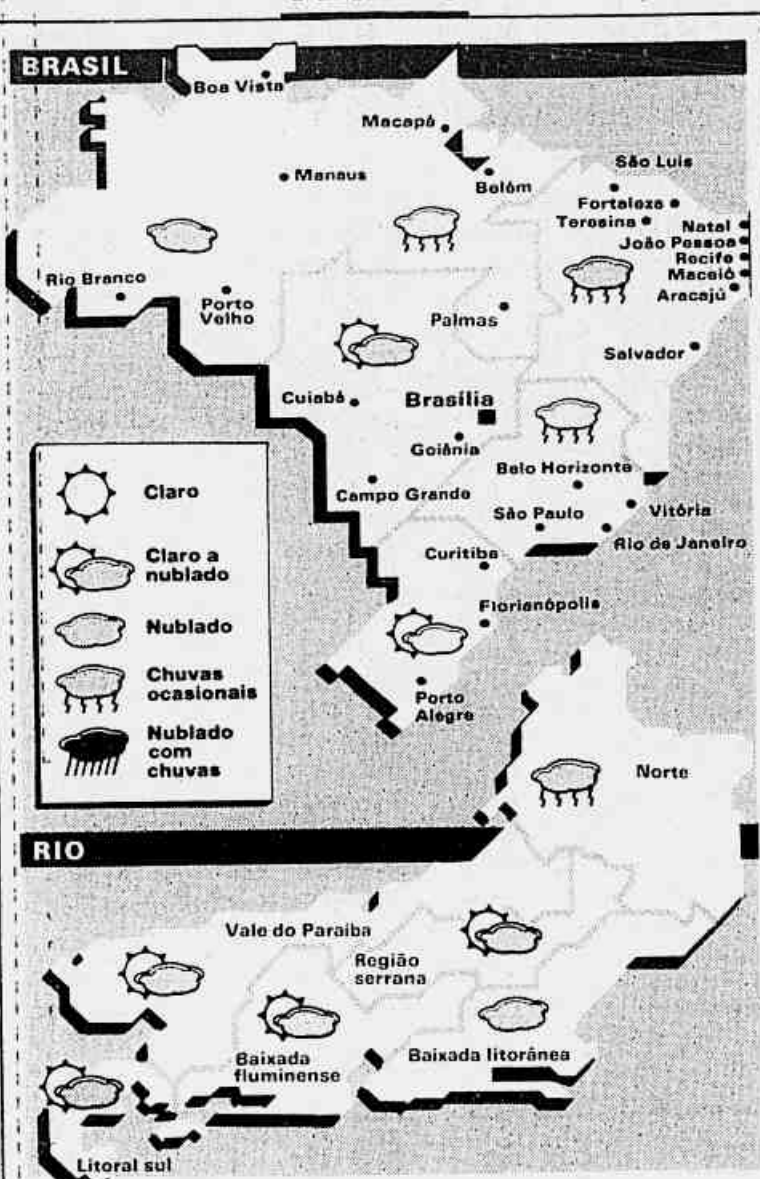 BRASIL
Boa Vista
Macapá
Manaus
Belém
São Luis
Fortaleza
Teresina
Natal
João Pessoa
Recife
Maceió
Aracajú
Rio Branco
Porto
Velho
Palmas
Salvador
Cuiabá
Brasília
Goiânia
Belo Horizonte
Campo Grande
São Paulo
Vitória
Rio de Janeiro
Curitiba
Florianópolis
Porto
Alegre
Claro
Claro a
nublado
Nublado
Chuvas
ocasionais
Nublado
com
chuvas
RIO
Norte
Vale do Paraiba
Região
serrana
Baixada
fluminense
Baixada litorânea
Litoral sul